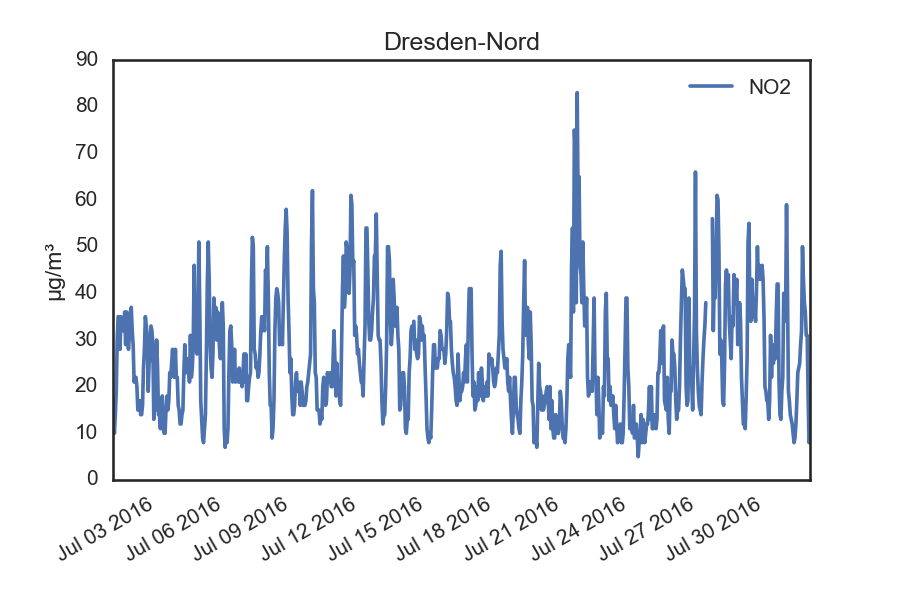 Dresden-Nord
90
80
70
60
50
40
30
20
10
0
µg/m³
NO2
Jul 03 2016
Jul 06 2016
Jul 09 2016
Jul 12 2016
Jul 15 2016
Jul 18 2016
Jul 21 2016
Jul 24 2016
Jul 27 2016
Jul 30 2016